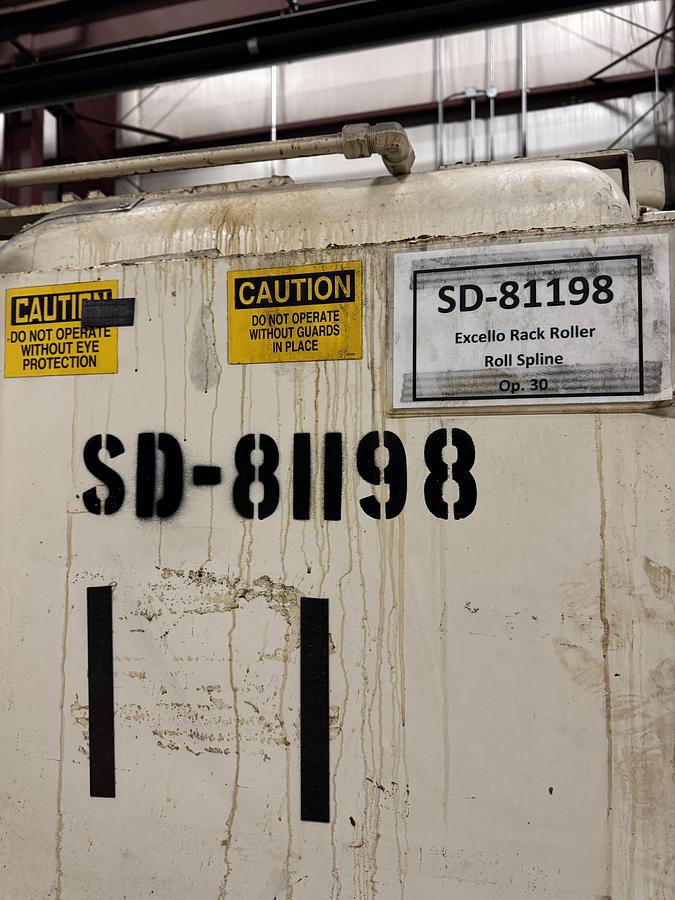 CAUTION
DO NOT OPERATE
WITHOUT EYE
PROTECTION
CAUTION
DO NOT OPERATE
WITHOUT GUARDS
IN PLACE
SD-81198
Excello Rack Roller
Roll Spline
Op. 30
SD-81198